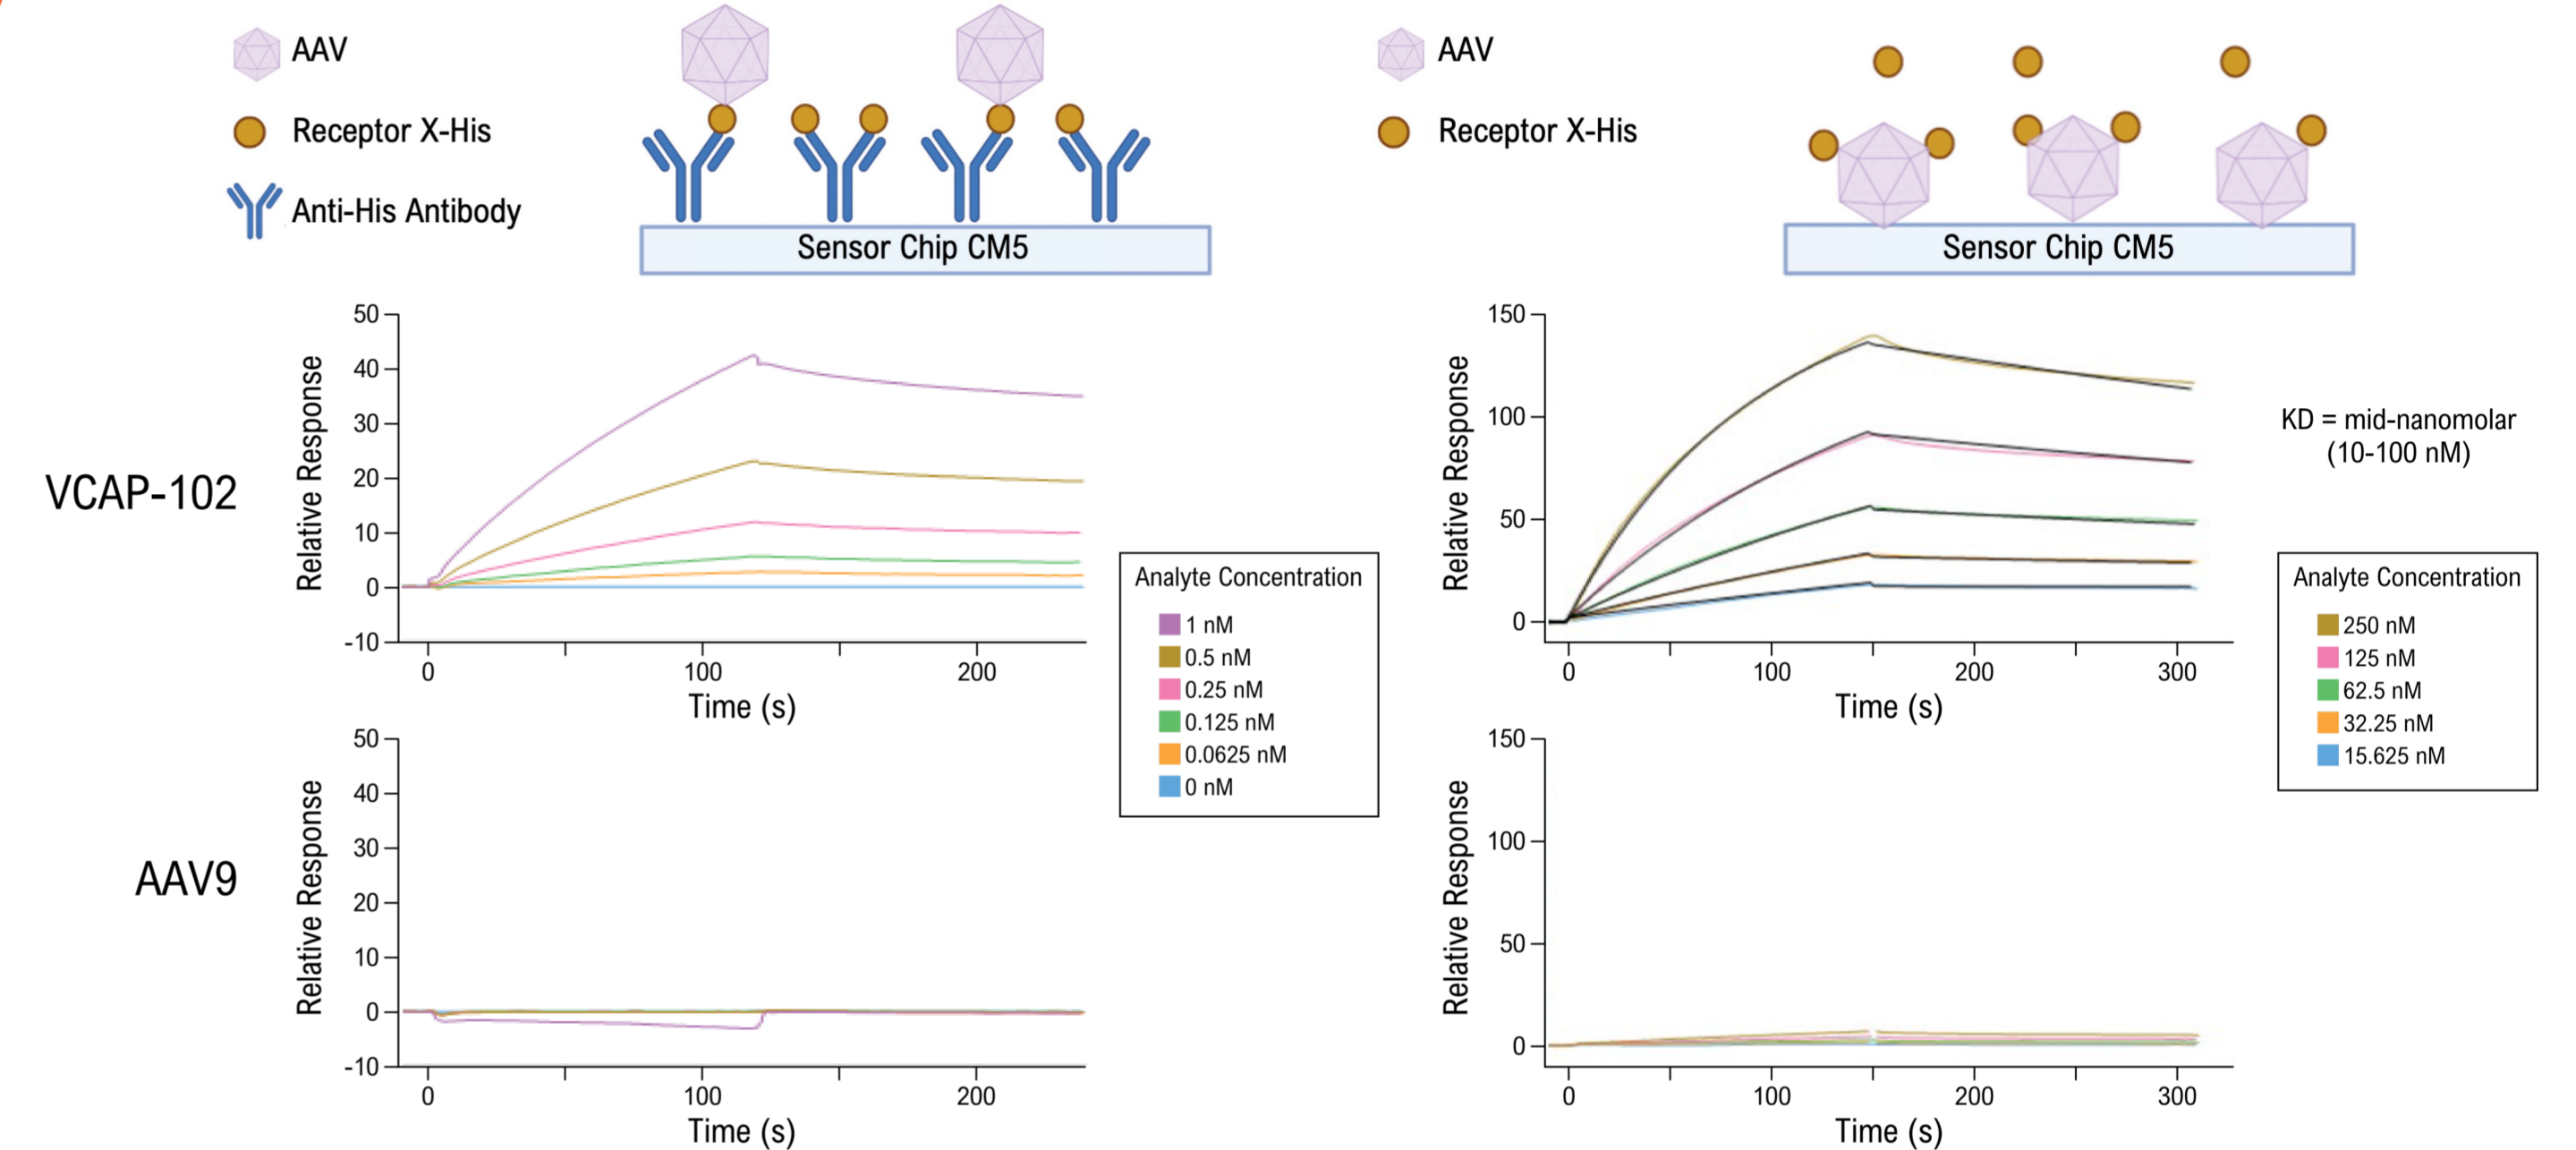 AAV
Receptor X-His
Anti-His Antibody
Sensor Chip CM5
AAV
Receptor X-His
Sensor Chip CM5
VCAP-102
Relative Response
50
40
30
20
10
0
-10
0
100
200
Time (s)
Analyte Concentration
1 nM
0.5 nM
0.25 nM
0.125 nM
0.0625 nM
0 nM
Relative Response
150
100
50
0
0
100
200
300
Time (s)
KD = mid-nanomolar
(10-100 nM)
Analyte Concentration
250 nM
125 nM
62.5 nM
32.25 nM
15.625 nM
AAV9
Relative Response
50
40
30
20
10
0
-10
0
100
200
Time (s)
Relative Response
150
100
50
0
0
100
200
300
Time (s)